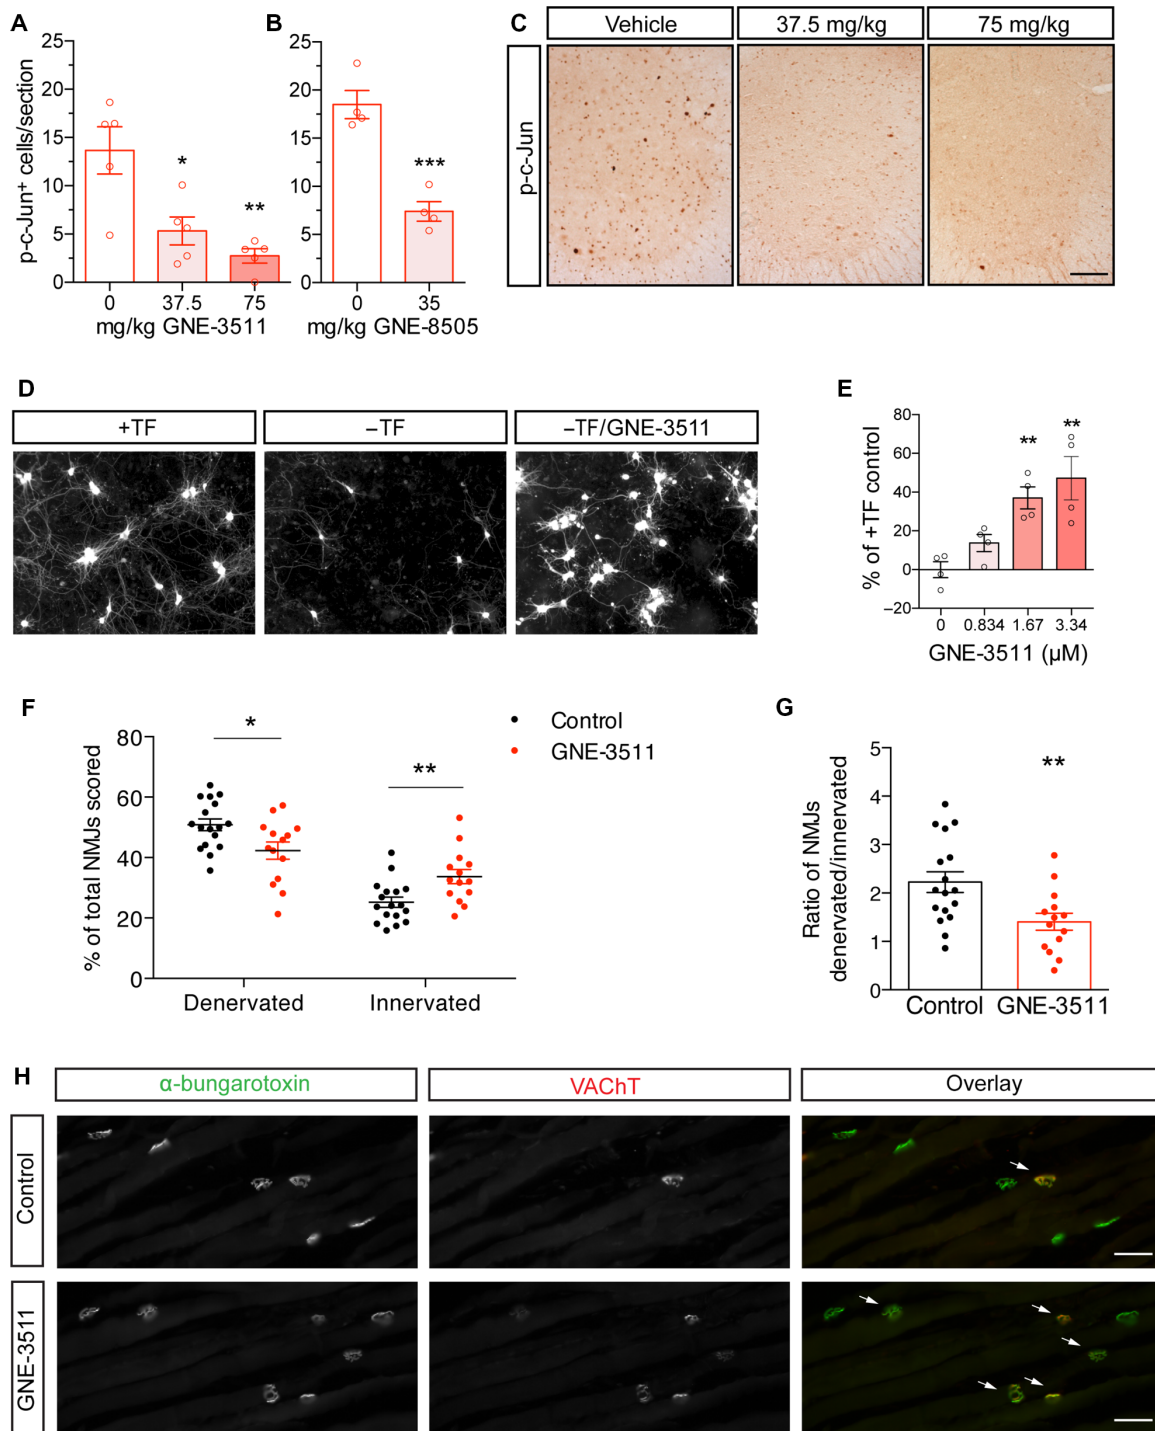 A
B
C
Vehicle
37.5 mg/kg
75 mg/kg
p-c-Jun
p-c-Jun⁺ cells/section
25
20
15
10
5
0
*
**
0
37.5
75
mg/kg GNE-3511
25
20
15
10
5
0
***
0
35
mg/kg GNE-8505
D
+TF
–TF
–TF/GNE-3511
E
% of +TF control
80
60
40
20
0
–20
**
**
0
0.834
1.67
3.34
GNE-3511 (µM)
F
% of total NMJs scored
80
60
40
20
0
*
**
Control
GNE-3511
Denervated
Innervated
G
Ratio of NMJs
denervated/innervated
5
4
3
2
1
0
**
Control
GNE-3511
H
α-bungarotoxin
VAChT
Overlay
Control
GNE-3511